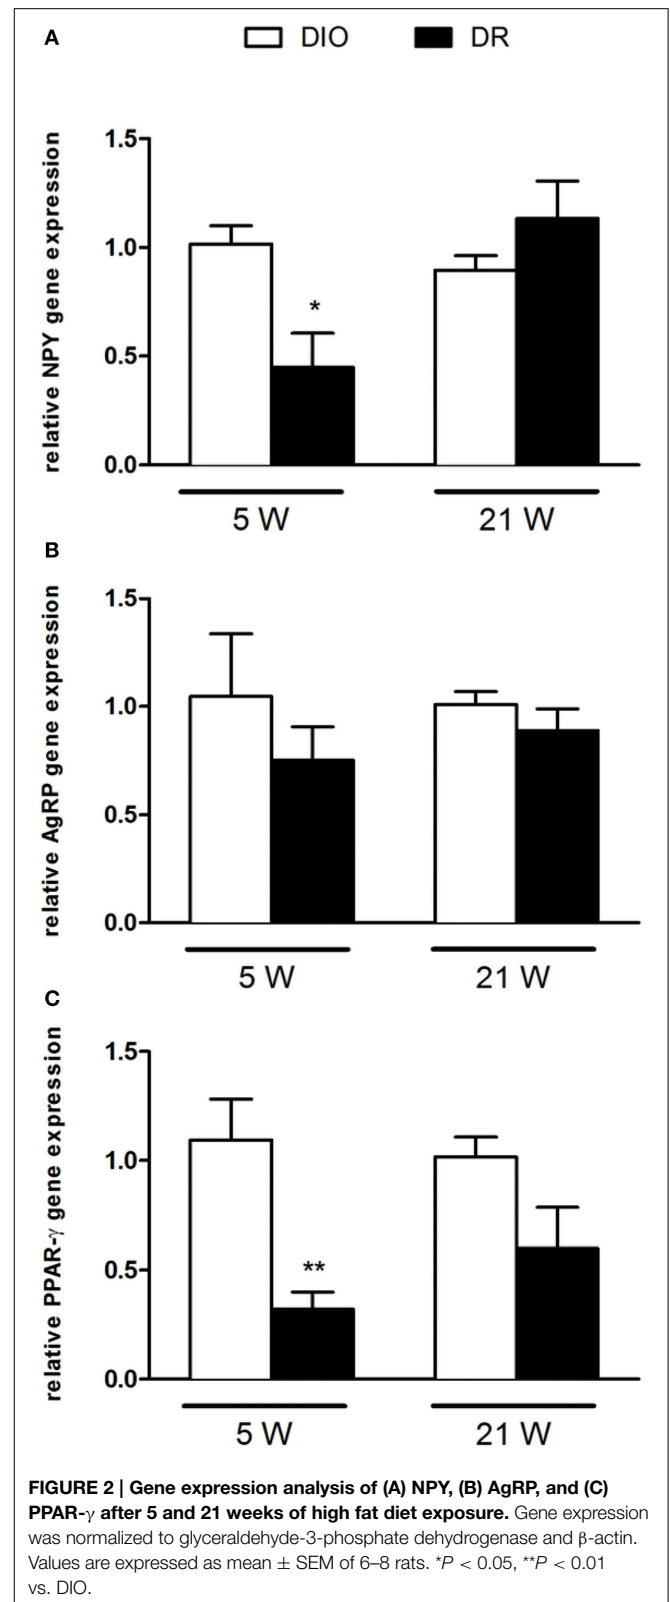 A
DIO DR
relative NPY gene expression
1.5
1.0
*
0.5
0.0
5 W 21 W
B
relative AgRP gene expression
1.5
1.0
0.5
0.0
5 W 21 W
C
relative PPAR-γ gene expression
1.5
1.0
0.5
**
0.0
5 W 21 W
FIGURE 2 | Gene expression analysis of (A) NPY, (B) AgRP, and (C)
PPAR-γ after 5 and 21 weeks of high fat diet exposure. Gene expression
was normalized to glyceraldehyde-3-phosphate dehydrogenase and β-actin.
Values are expressed as mean ± SEM of 6–8 rats. *P < 0.05, **P < 0.01
vs. DIO.